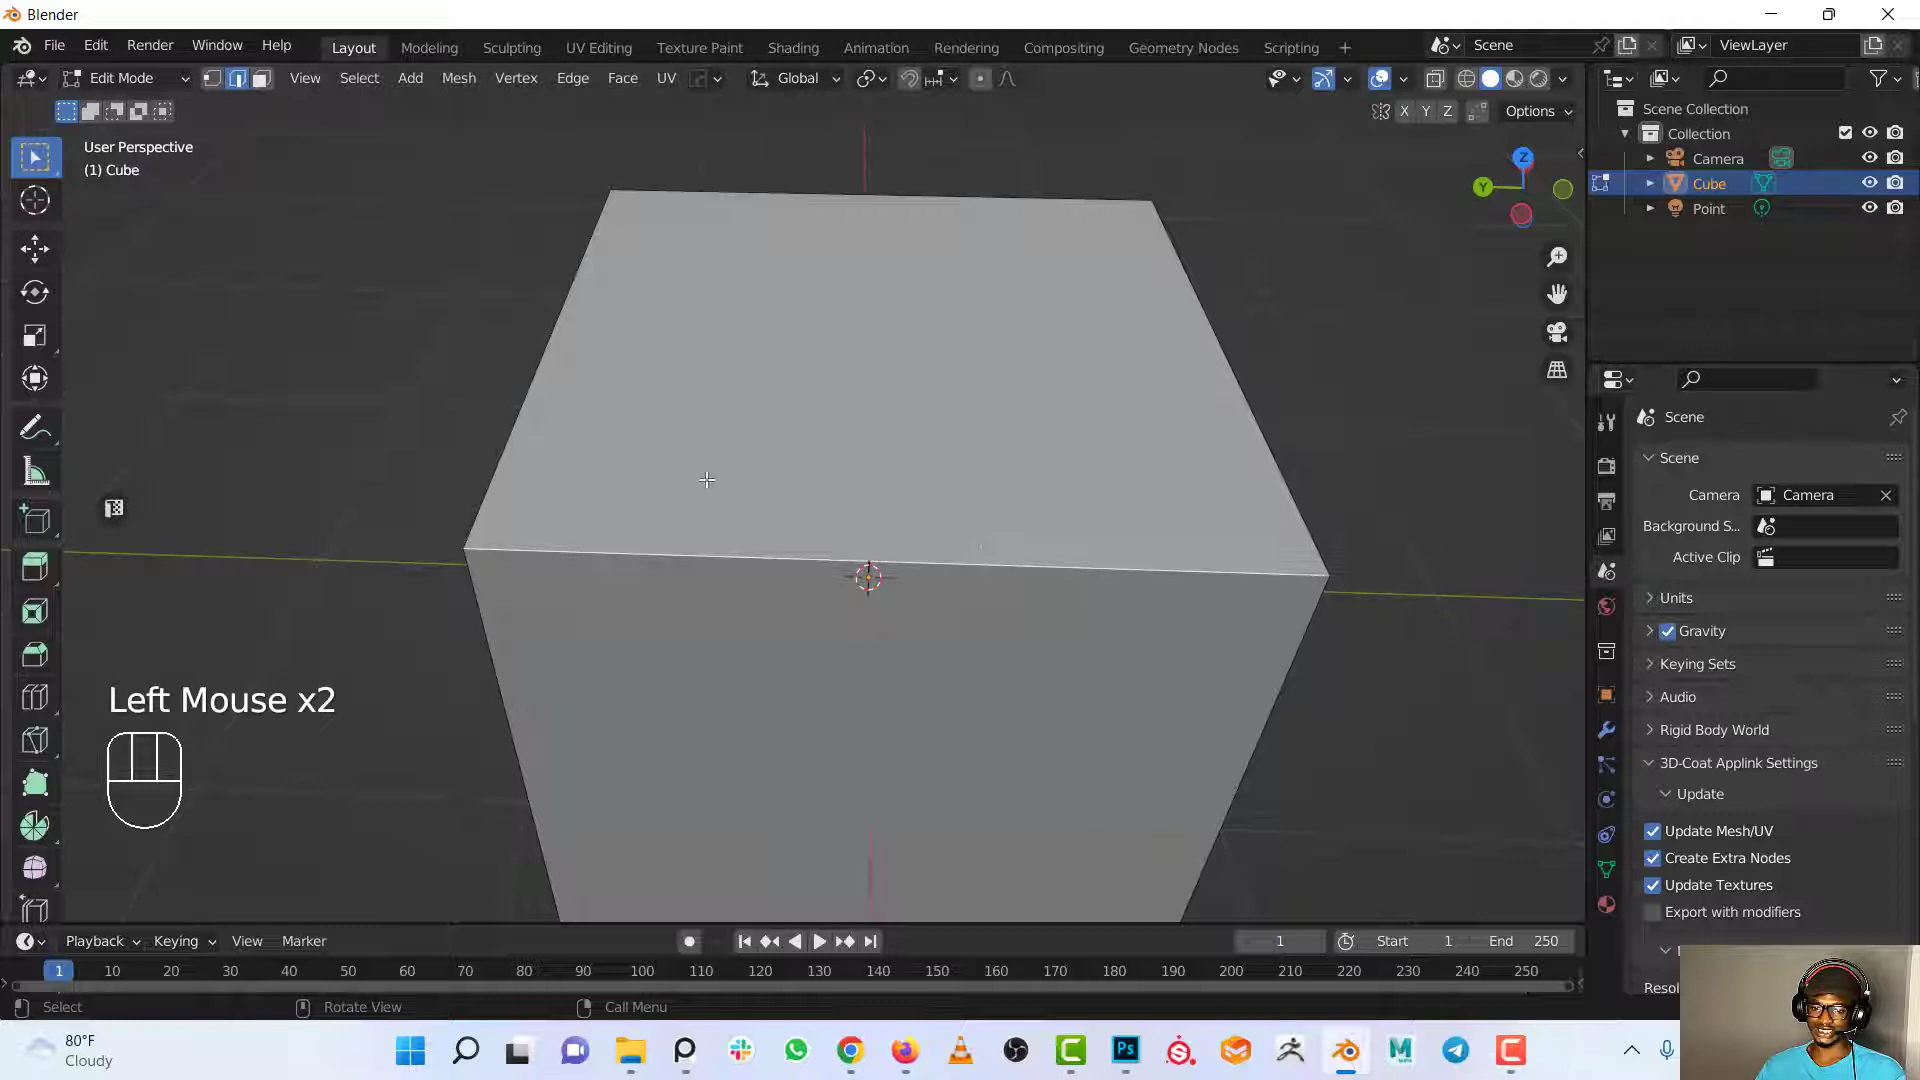 Blender
File Edit Render Window Help Layout Modeling Sculpting UV Editing Texture Paint Shading Animation Rendering Compositing Geometry Nodes Scripting + Scene ViewLayer
Edit Mode View Select Add Mesh Vertex Edge Face UV Global
X Y Z Options
User Perspective
(1) Cube
Z
Y
Scene Collection
Collection
Camera
Cube
Point
Scene
Scene
Camera Camera
Background S...
Active Clip
Units
Gravity
Keying Sets
Audio
Rigid Body World
3D-Coat Applink Settings
Update
Update Mesh/UV
Create Extra Nodes
Update Textures
Export with modifiers
Resol
Left Mouse x2
Playback Keying View Marker 1 Start 1 End 250
1 10 20 30 40 50 60 70 80 90 100 110 120 130 140 150 160 170 180 190 200 210 220 230 240 250
Select Rotate View Call Menu
80°F
Cloudy
Ps